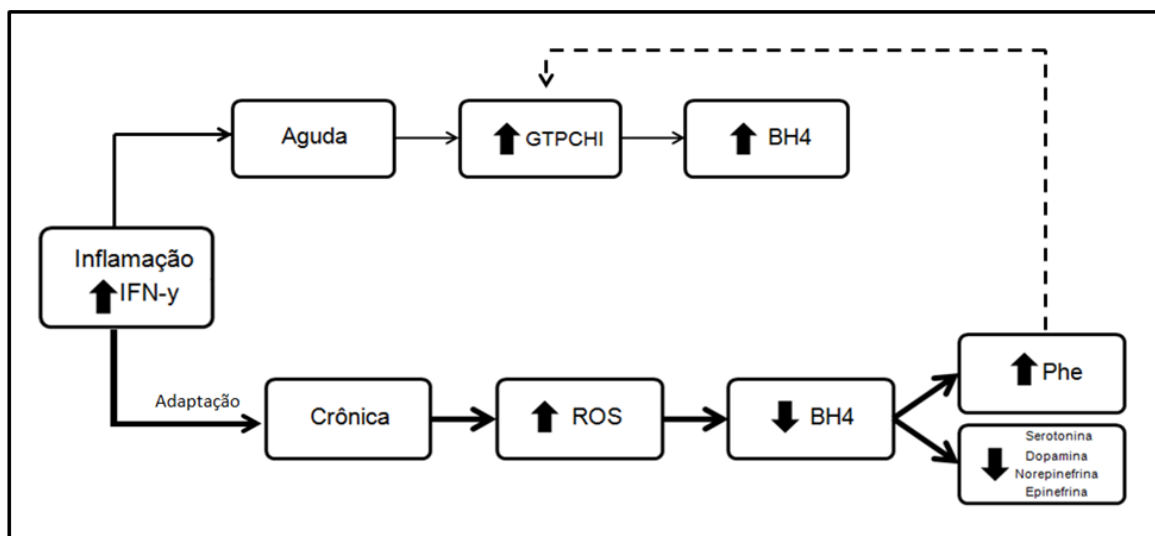 Aguda
GTPCHI
BH4
Inflamação
IFN-y
Adaptação
Crônica
ROS
BH4
Phe
Serotonina
Dopamina
Norepinefrina
Epinefrina